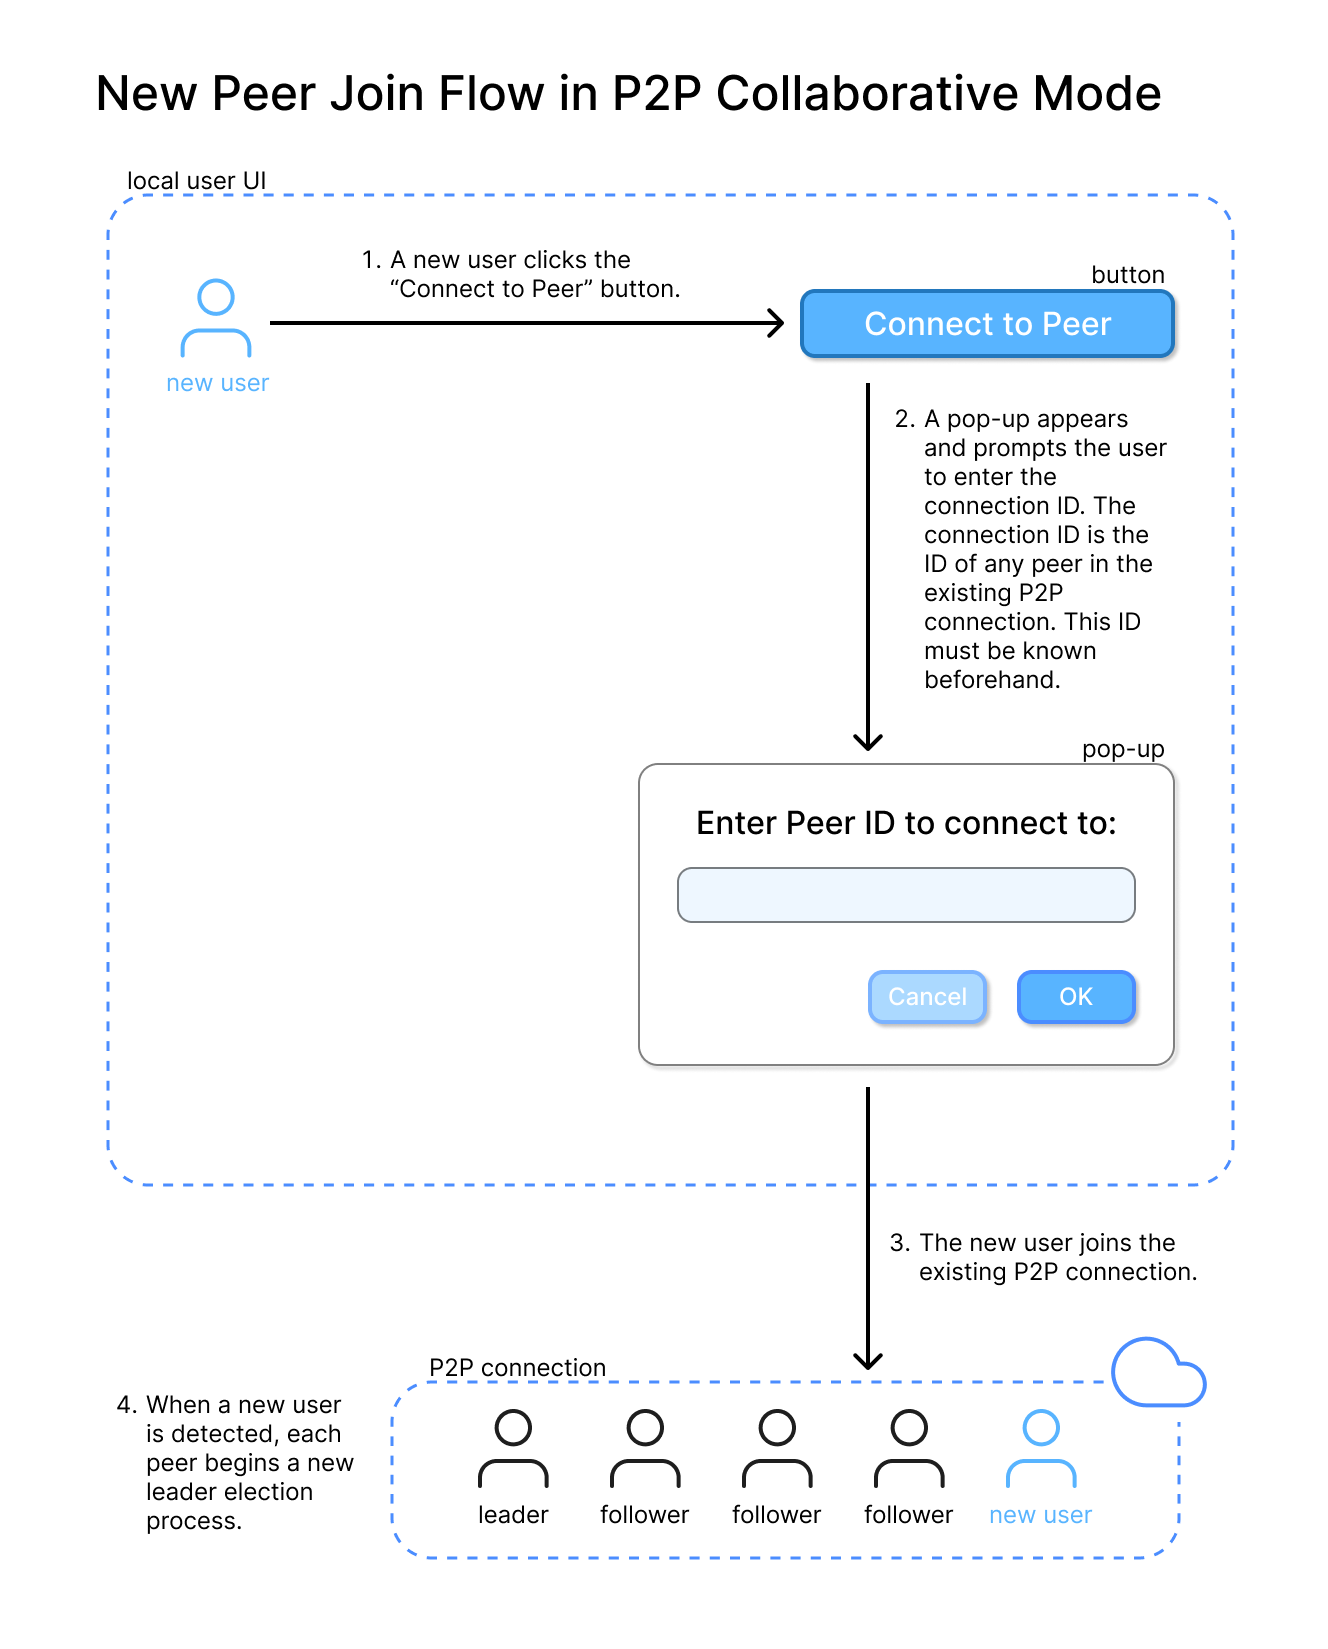 New Peer Join Flow in P2P Collaborative Mode
local user UI
1. A new user clicks the
“Connect to Peer” button.
new user
button
Connect to Peer
2. A pop-up appears
and prompts the user
to enter the
connection ID. The
connection ID is the
ID of any peer in the
existing P2P
connection. This ID
must be known
beforehand.
pop-up
Enter Peer ID to connect to:
Cancel
OK
3. The new user joins the
existing P2P connection.
P2P connection
4. When a new user
is detected, each
peer begins a new
leader election
process.
leader
follower
follower
follower
new user